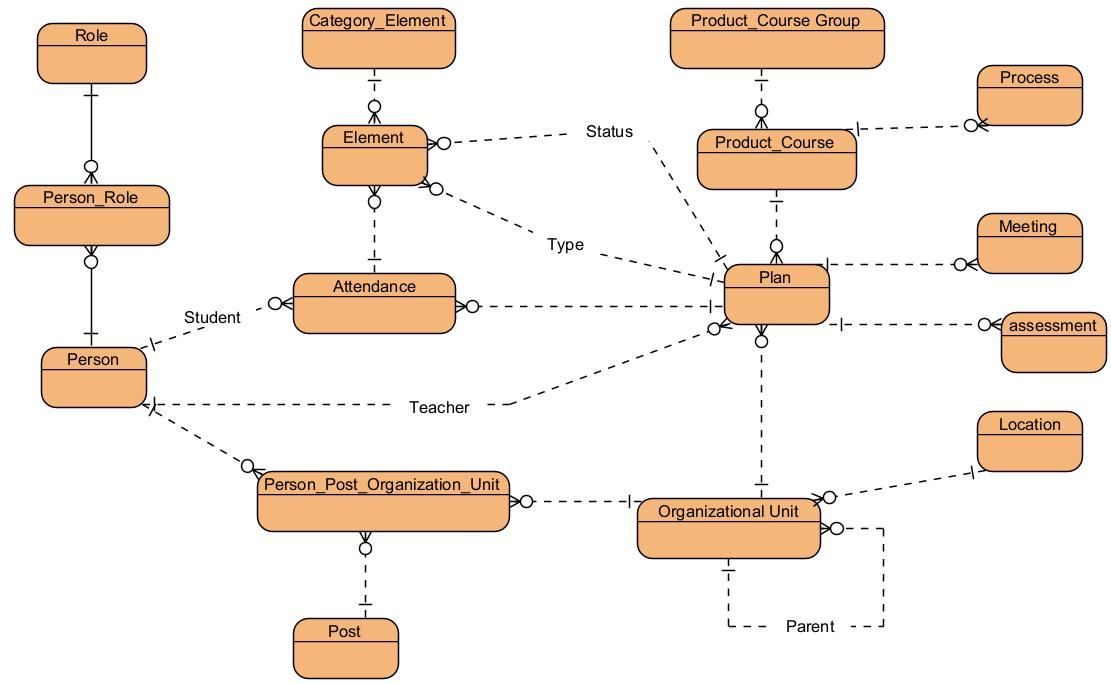 Category_Element
Product_Course Group
Role
Process
Status
Element
Product_Course
Person_Role
Meeting
Type
Plan
Attendance
Student
assessment
Person
Teacher
Location
Person_Post_Organization_Unit
Organizational Unit
Parent
Post